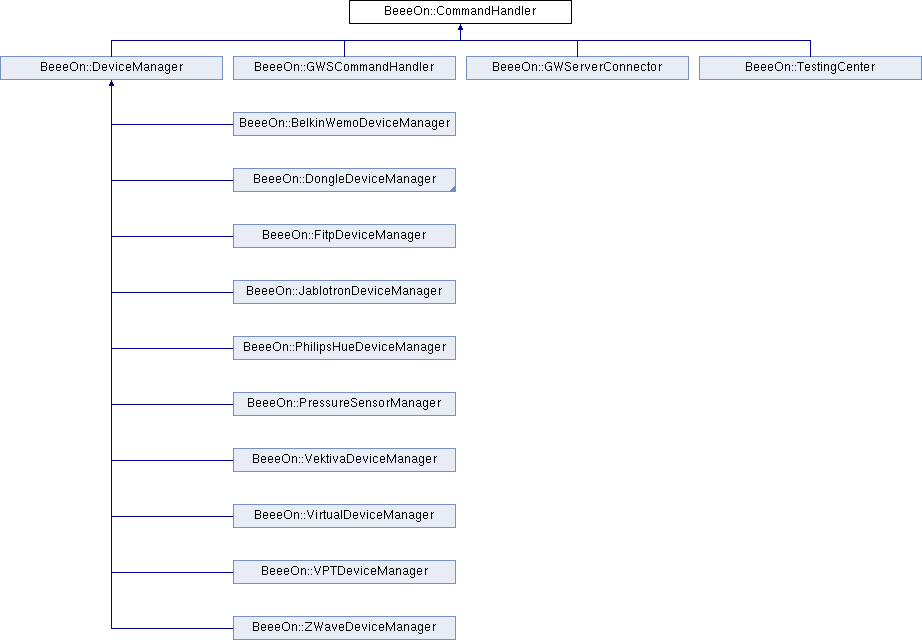 BeeeOn::CommandHandler
BeeeOn::DeviceManager
BeeeOn::GWSCommandHandler
BeeeOn::GWServerConnector
BeeeOn::TestingCenter
BeeeOn::BelkinWemoDeviceManager
BeeeOn::DongleDeviceManager
BeeeOn::FitpDeviceManager
BeeeOn::JablotronDeviceManager
BeeeOn::PhilipsHueDeviceManager
BeeeOn::PressureSensorManager
BeeeOn::VektivaDeviceManager
BeeeOn::VirtualDeviceManager
BeeeOn::VPTDeviceManager
BeeeOn::ZWaveDeviceManager